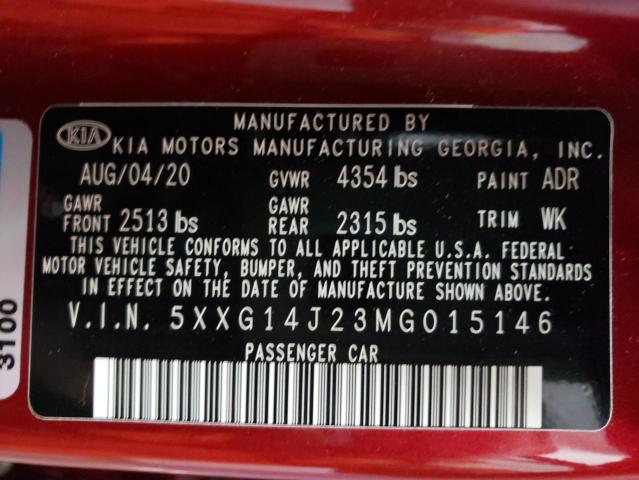 MANUFACTURED BY
KIA KIA MOTORS MANUFACTURING GEORGIA, INC.
AUG/04/20 GVWR 4354 lbs PAINT ADR
GAWR FRONT 2513 lbs GAWR REAR 2315 lbs TRIM WK
THIS VEHICLE CONFORMS TO ALL APPLICABLE U.S.A. FEDERAL
MOTOR VEHICLE SAFETY, BUMPER, AND THEFT PREVENTION STANDARDS
IN EFFECT ON THE DATE OF MANUFACTURE SHOWN ABOVE.
V.I.N. 5XXG14J23MG015146
PASSENGER CAR
3100